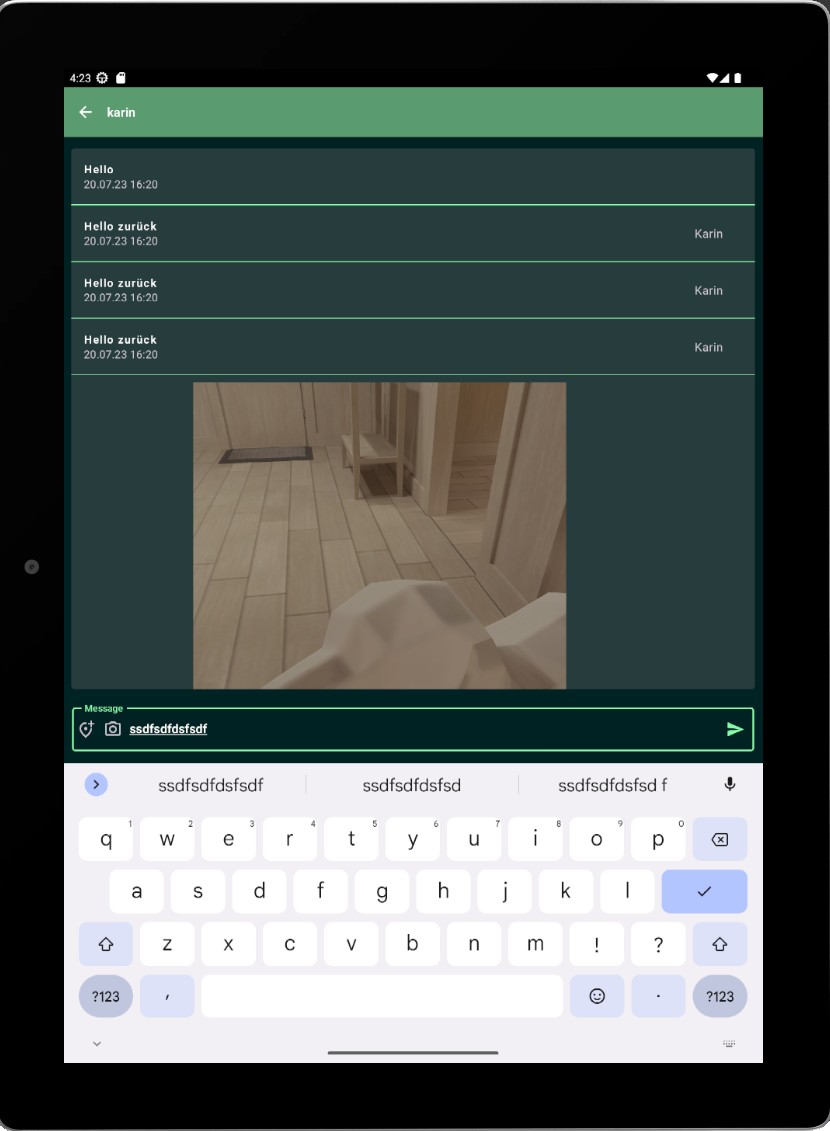 4:23
karin
Hello
20.07.23 16:20
Hello zurück
20.07.23 16:20
Karin
Hello zurück
20.07.23 16:20
Karin
Hello zurück
20.07.23 16:20
Karin
Message
ssdfsdfdsfsdf
ssdfsdfdsfsdf ssdfsdfdsfsd ssdfsdfdsfsd f
q 1 w 2 e 3 r 4 t 5 y 6 u 7 i 8 o 9 p 0
a s d f g h j k l
z x c v b n m ! ?
?123 , . ?123